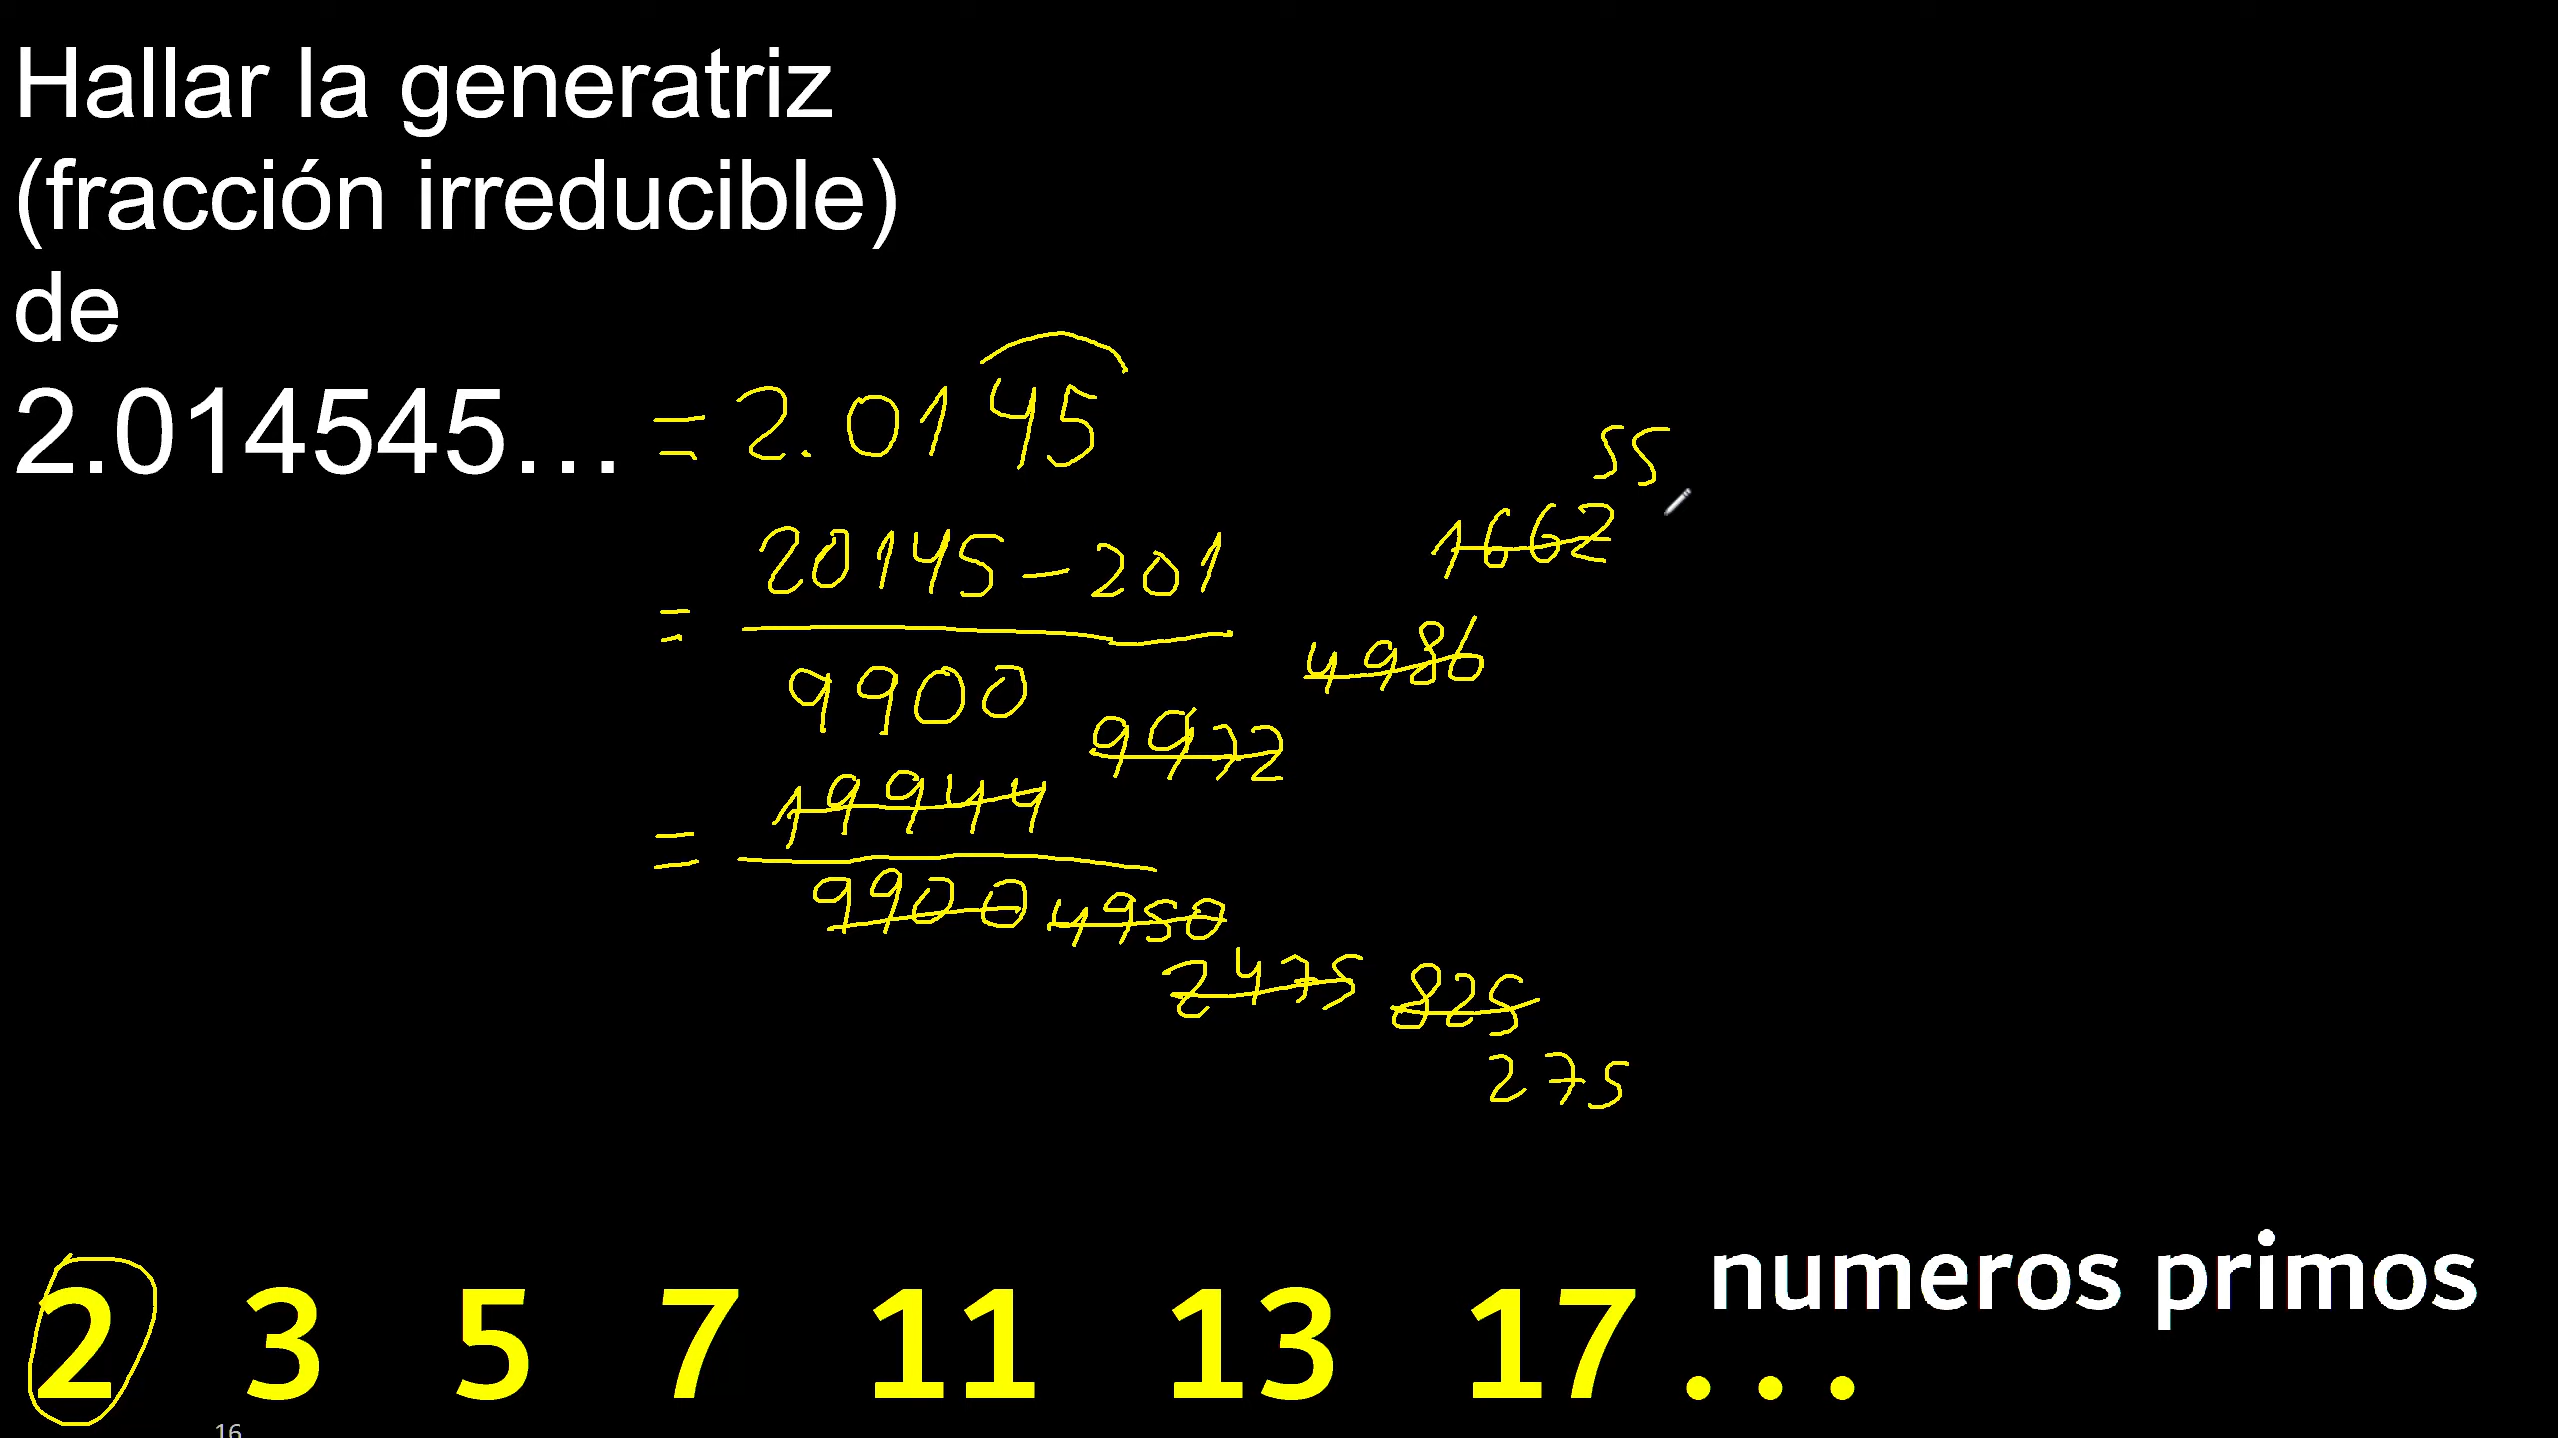 Hallar la generatriz
(fracción irreducible)
de
2.014545... = 2.0145
= 20145 - 201
9900
= 19944 9972 4986 1662 55
9900 4950 2475 825 275
2 3 5 7 11 13 17 ...
numeros primos
16